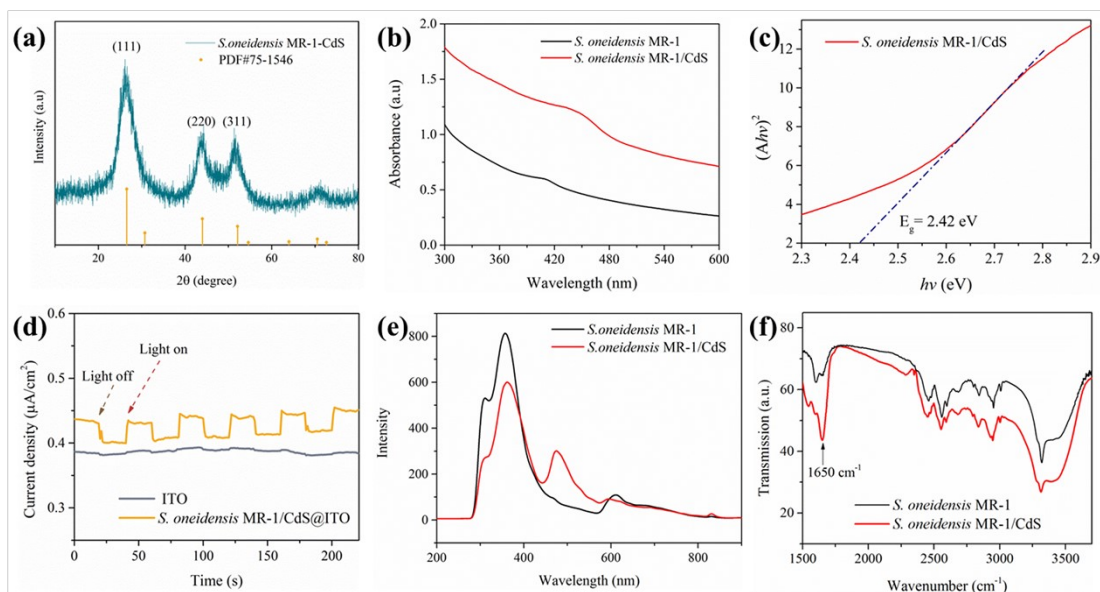 (a)
(111)
(220)
(311)
S.oneidensis MR-1-CdS
PDF#75-1546
Intensity (a.u)
10 20 40 60 80
2θ (degree)
(b)
S. oneidensis MR-1
S. oneidensis MR-1/CdS
Absorbance (a.u)
2.0
1.5
1.0
0.5
0.0
300 360 420 480 540 600
Wavelength (nm)
(c)
S. oneidensis MR-1/CdS
(Ahν)²
12
10
8
6
4
2
E_g = 2.42 eV
2.3 2.4 2.5 2.6 2.7 2.8 2.9
hν (eV)
(d)
Light off
Light on
Current density (μA/cm²)
0.6
0.5
0.4
0.3
ITO
S. oneidensis MR-1/CdS@ITO
0 50 100 150 200
Time (s)
(e)
S.oneidensis MR-1
S.oneidensis MR-1/CdS
Intensity
800
600
400
200
0
200 400 600 800
Wavelength (nm)
(f)
Transmission (a.u.)
80
60
40
20
1650 cm⁻¹
S. oneidensis MR-1
S. oneidensis MR-1/CdS
1500 2000 2500 3000 3500
Wavenumber (cm⁻¹)